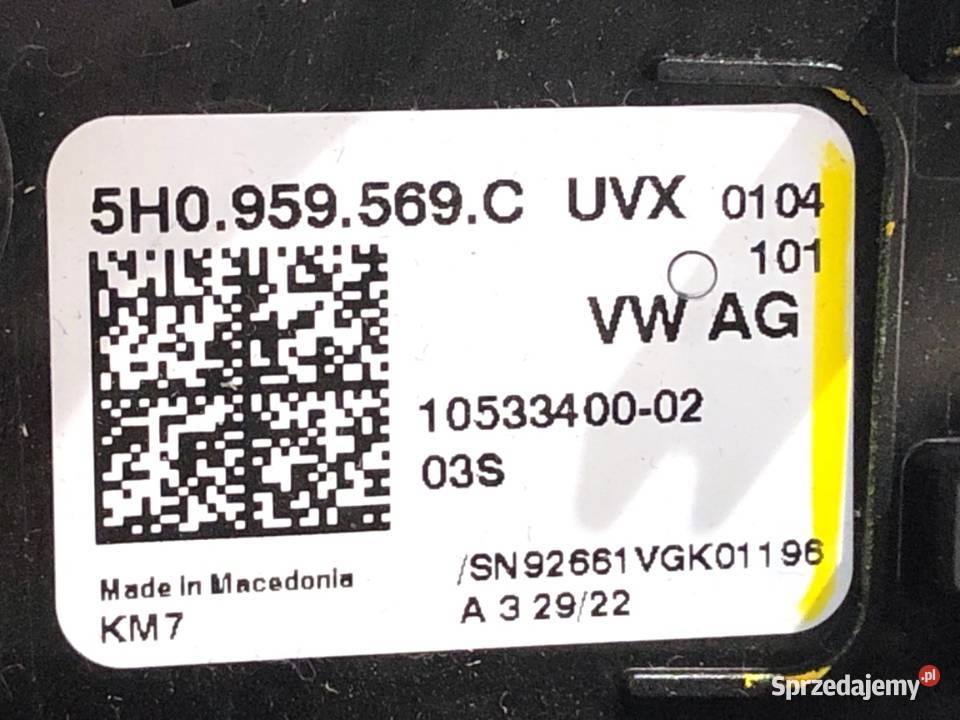 5H0.959.569.C UVX 0104
101
VW AG
10533400-02
03S
Made in Macedonia
KM7
/SN92661VGK01196
A 3 29/22
Sprzedajemy.pl